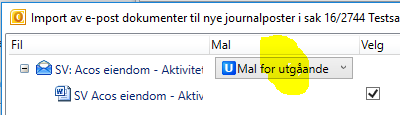 Import av e-post dokumenter til nye journalposter i sak 16/2744 Testsa
Fil Mal Velg
SV: Acos eiendom - Aktivitet U Mal for utgående
SV Acos eiendom - Aktiv